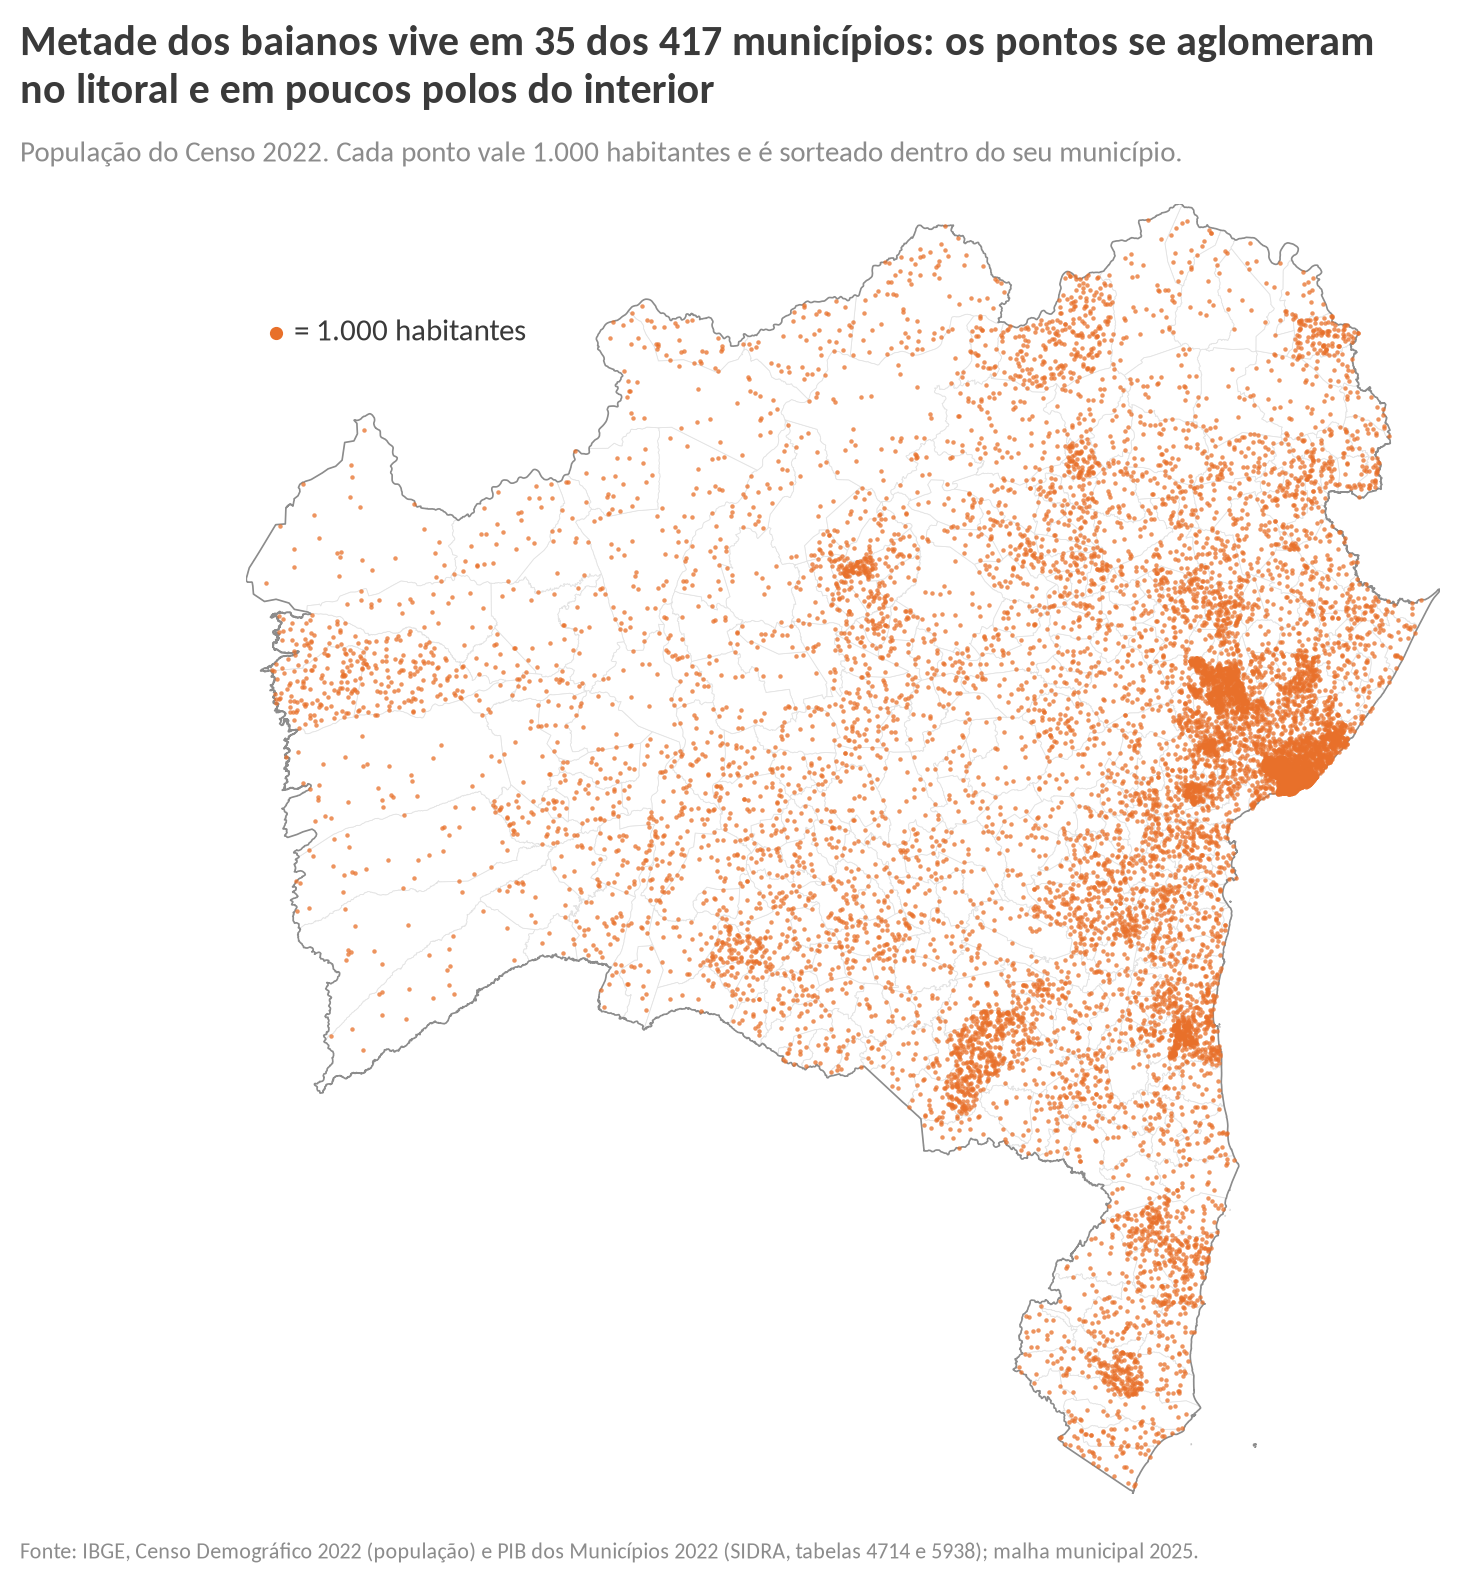 Metade dos baianos vive em 35 dos 417 municípios: os pontos se aglomeram
no litoral e em poucos polos do interior
População do Censo 2022. Cada ponto vale 1.000 habitantes e é sorteado dentro do seu município.
= 1.000 habitantes
Fonte: IBGE, Censo Demográfico 2022 (população) e PIB dos Municípios 2022 (SIDRA, tabelas 4714 e 5938); malha municipal 2025.